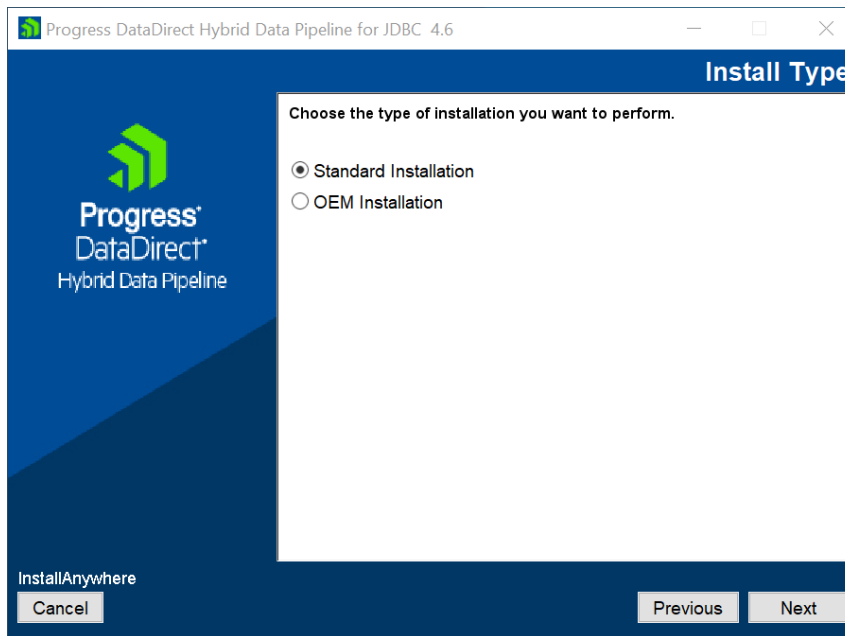 Progress DataDirect Hybrid Data Pipeline for JDBC 4.6
Install Type
Choose the type of installation you want to perform.
Standard Installation
OEM Installation
Progress
DataDirect
Hybrid Data Pipeline
InstallAnywhere
Cancel
Previous
Next